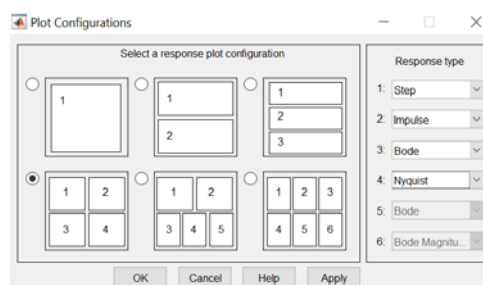 Plot Configurations
Select a response plot configuration
1
1
2
1
2
3
1 2
3 4
1 2
3 4 5
1 2 3
4 5 6
Response type
1: Step
2: Impulse
3: Bode
4: Nyquist
5: Bode
6: Bode Magnitu...
OK Cancel Help Apply